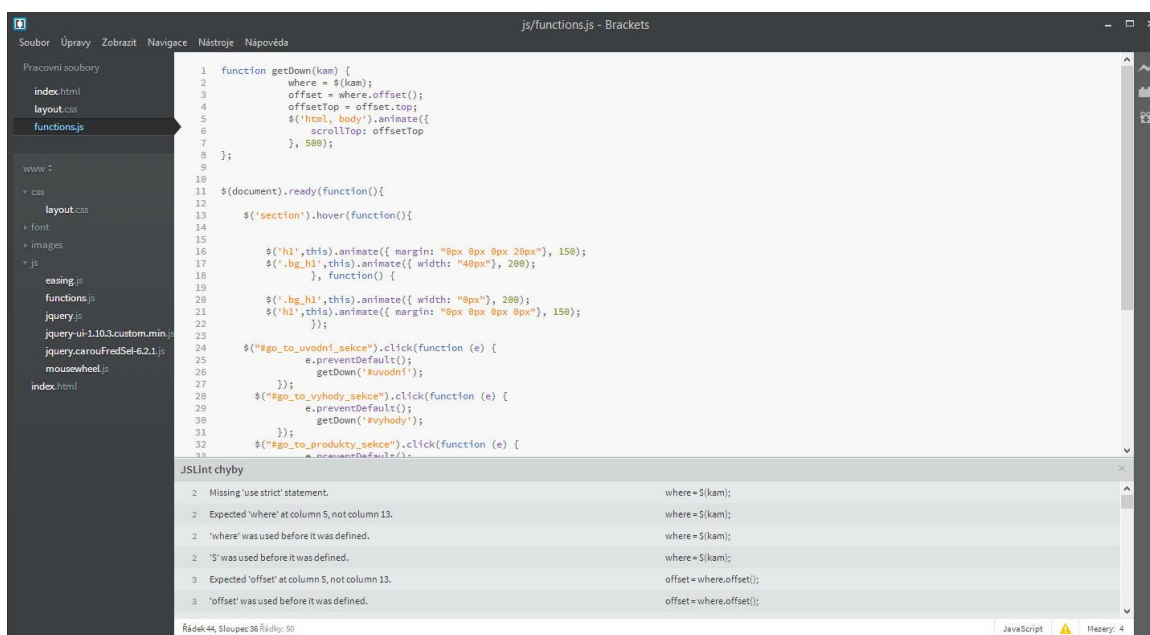 js/functions.js - Brackets
Soubor Úpravy Zobrazit Navigace Nástroje Nápověda
Pracovní soubory
index.html
layout.css
functions.js
www
css
layout.css
font
images
js
easing.js
functions.js
jquery.js
jquery-ui-1.10.3.custom.min.js
jquery.carouFredSel-6.2.1.js
mousewheel.js
index.html
1 function getDown(kam) {
2 where = $(kam);
3 offset = where.offset();
4 offsetTop = offset.top;
5 $('html, body').animate({
6 scrollTop: offsetTop
7 }, 500);
8 };
9
10
11 $(document).ready(function(){
12
13 $('section').hover(function(){
14
15
16 $('h1',this).animate({ margin: "0px 0px 0px 20px"}, 150);
17 $('.bg_h1',this).animate({ width: "40px"}, 200);
18 }, function() {
19
20 $('.bg_h1',this).animate({ width: "0px"}, 200);
21 $('h1',this).animate({ margin: "0px 0px 0px 0px"}, 150);
22 });
23
24 $("#go_to_uvodni_sekce").click(function (e) {
25 e.preventDefault();
26 getDown('#uvodni');
27 });
28 $("#go_to_vyhody_sekce").click(function (e) {
29 e.preventDefault();
30 getDown('#vyhody');
31 });
32 $("#go_to_produkty_sekce").click(function (e) {
33 e.preventDefault();
JSLint chyby
2 Missing 'use strict' statement. where = $(kam);
2 Expected 'where' at column 5, not column 13. where = $(kam);
2 'where' was used before it was defined. where = $(kam);
2 '$' was used before it was defined. where = $(kam);
3 Expected 'offset' at column 5, not column 13. offset = where.offset();
3 'offset' was used before it was defined. offset = where.offset();
Řádek 44, Sloupec 36 Řádky: 50 JavaScript Mezery: 4